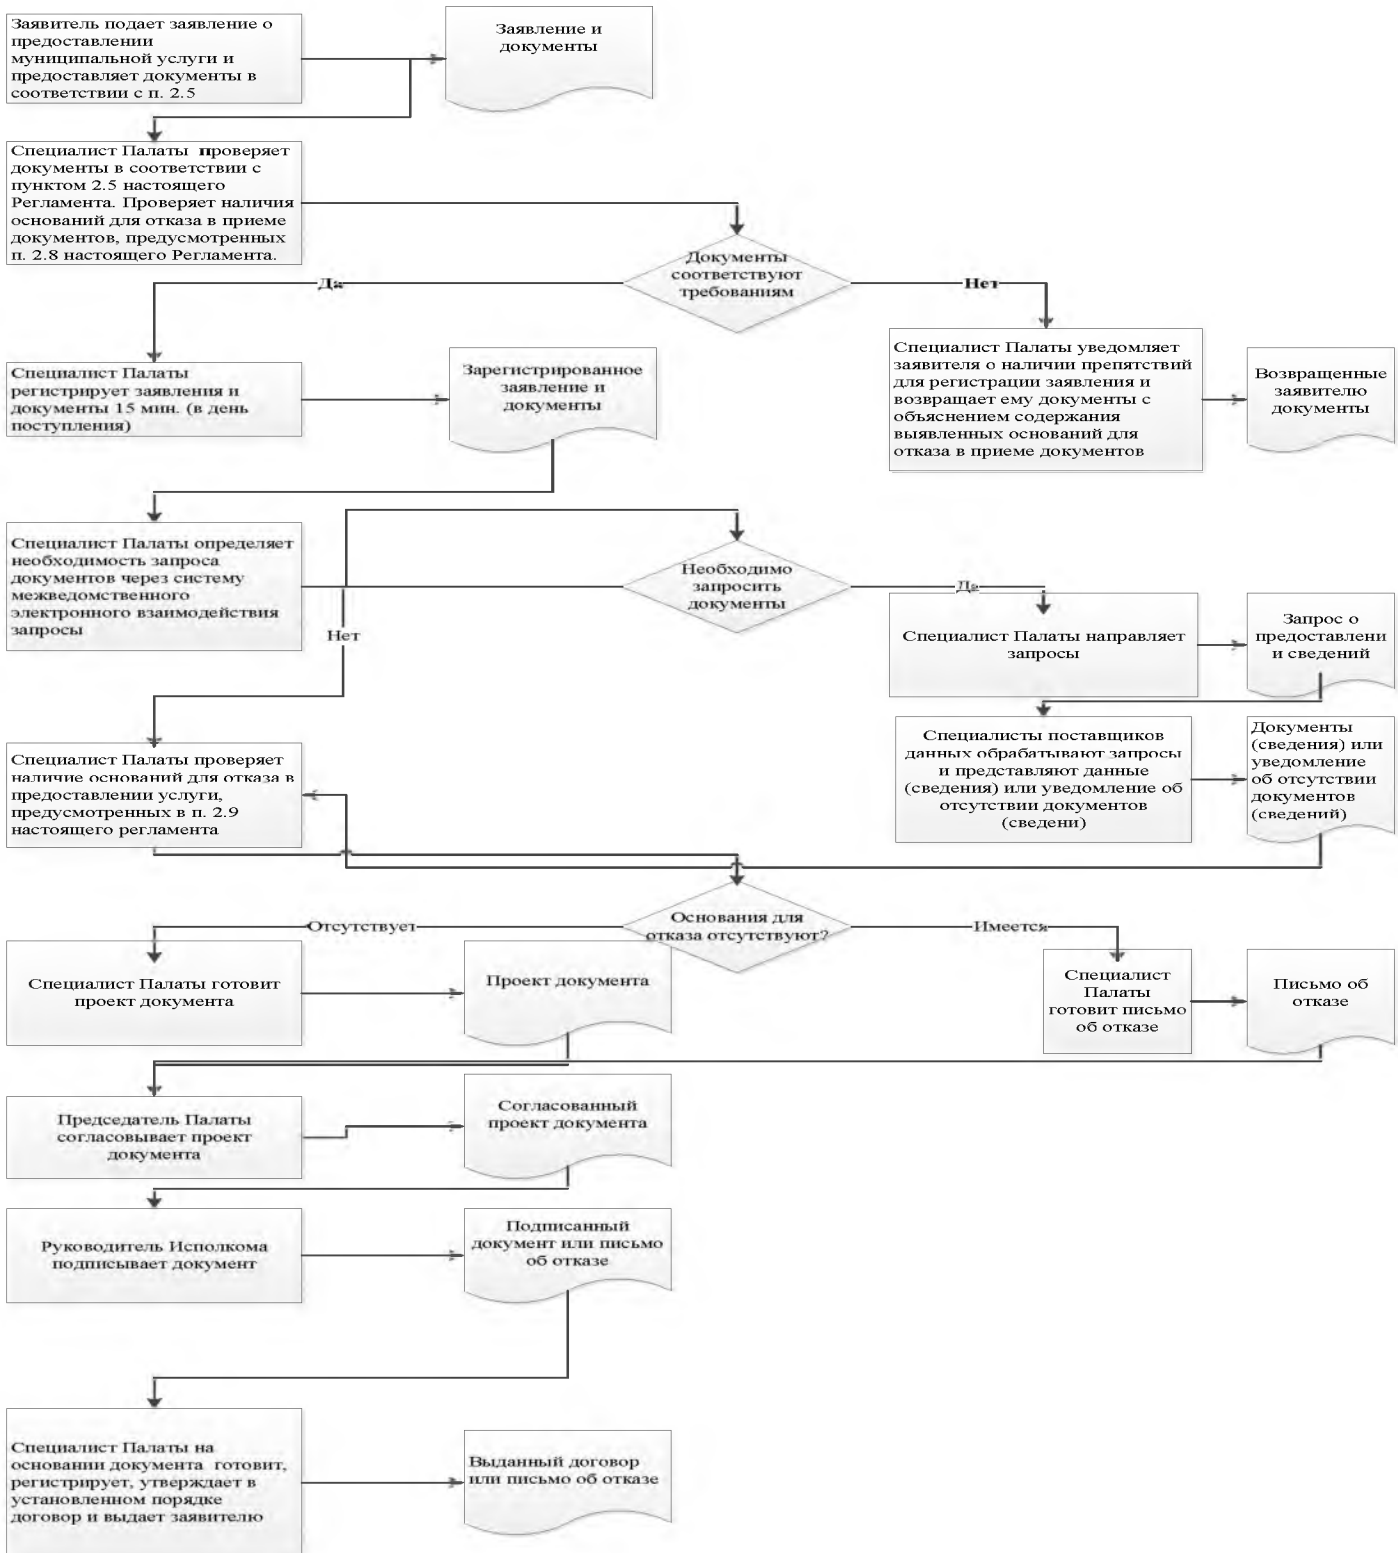 Заявитель подает заявление о
предоставлении
муниципальной услуги и
предоставляет документы в
соответствии с п. 2.5
Заявление и
документы
Специалист Палаты проверяет
документы в соответствии с
пунктом 2.5 настоящего
Регламента. Проверяет наличия
оснований для отказа в приеме
документов, предусмотренных
п. 2.8 настоящего Регламента.
Документы
соответствуют
требованиям
Да
Нет
Специалист Палаты
регистрирует заявления и
документы 15 мин. (в день
поступления)
Зарегистрированное
заявление и
документы
Специалист Палаты уведомляет
заявителя о наличии препятствий
для регистрации заявления и
возвращает ему документы с
объяснением содержания
выявленных оснований для
отказа в приеме документов
Возвращенные
заявителю
документы
Специалист Палаты определяет
необходимость запроса
документов через систему
межведомственного
электронного взаимодействия
запросы
Необходимо
запросить
документы
Да
Нет
Специалист Палаты направляет
запросы
Запрос о
предоставлени
и сведений
Специалист Палаты проверяет
наличие оснований для отказа в
предоставлении услуги,
предусмотренных в п. 2.9
настоящего регламента
Специалисты поставщиков
данных обрабатывают запросы
и представляют данные
(сведения) или уведомление об
отсутствии документов
(сведени)
Документы
(сведения) или
уведомление
об отсутствии
документов
(сведений)
Основания для
отказа отсутствуют?
Отсутствует
Имеется
Специалист Палаты готовит
проект документа
Проект документа
Специалист
Палаты
готовит письмо
об отказе
Письмо об
отказе
Председатель Палаты
согласовывает проект
документа
Согласованный
проект документа
Руководитель Исполкома
подписывает документ
Подписанный
документ или письмо
об отказе
Специалист Палаты на
основании документа готовит,
регистрирует, утверждает в
установленном порядке
договор и выдает заявителю
Выданный договор
или письмо об отказе